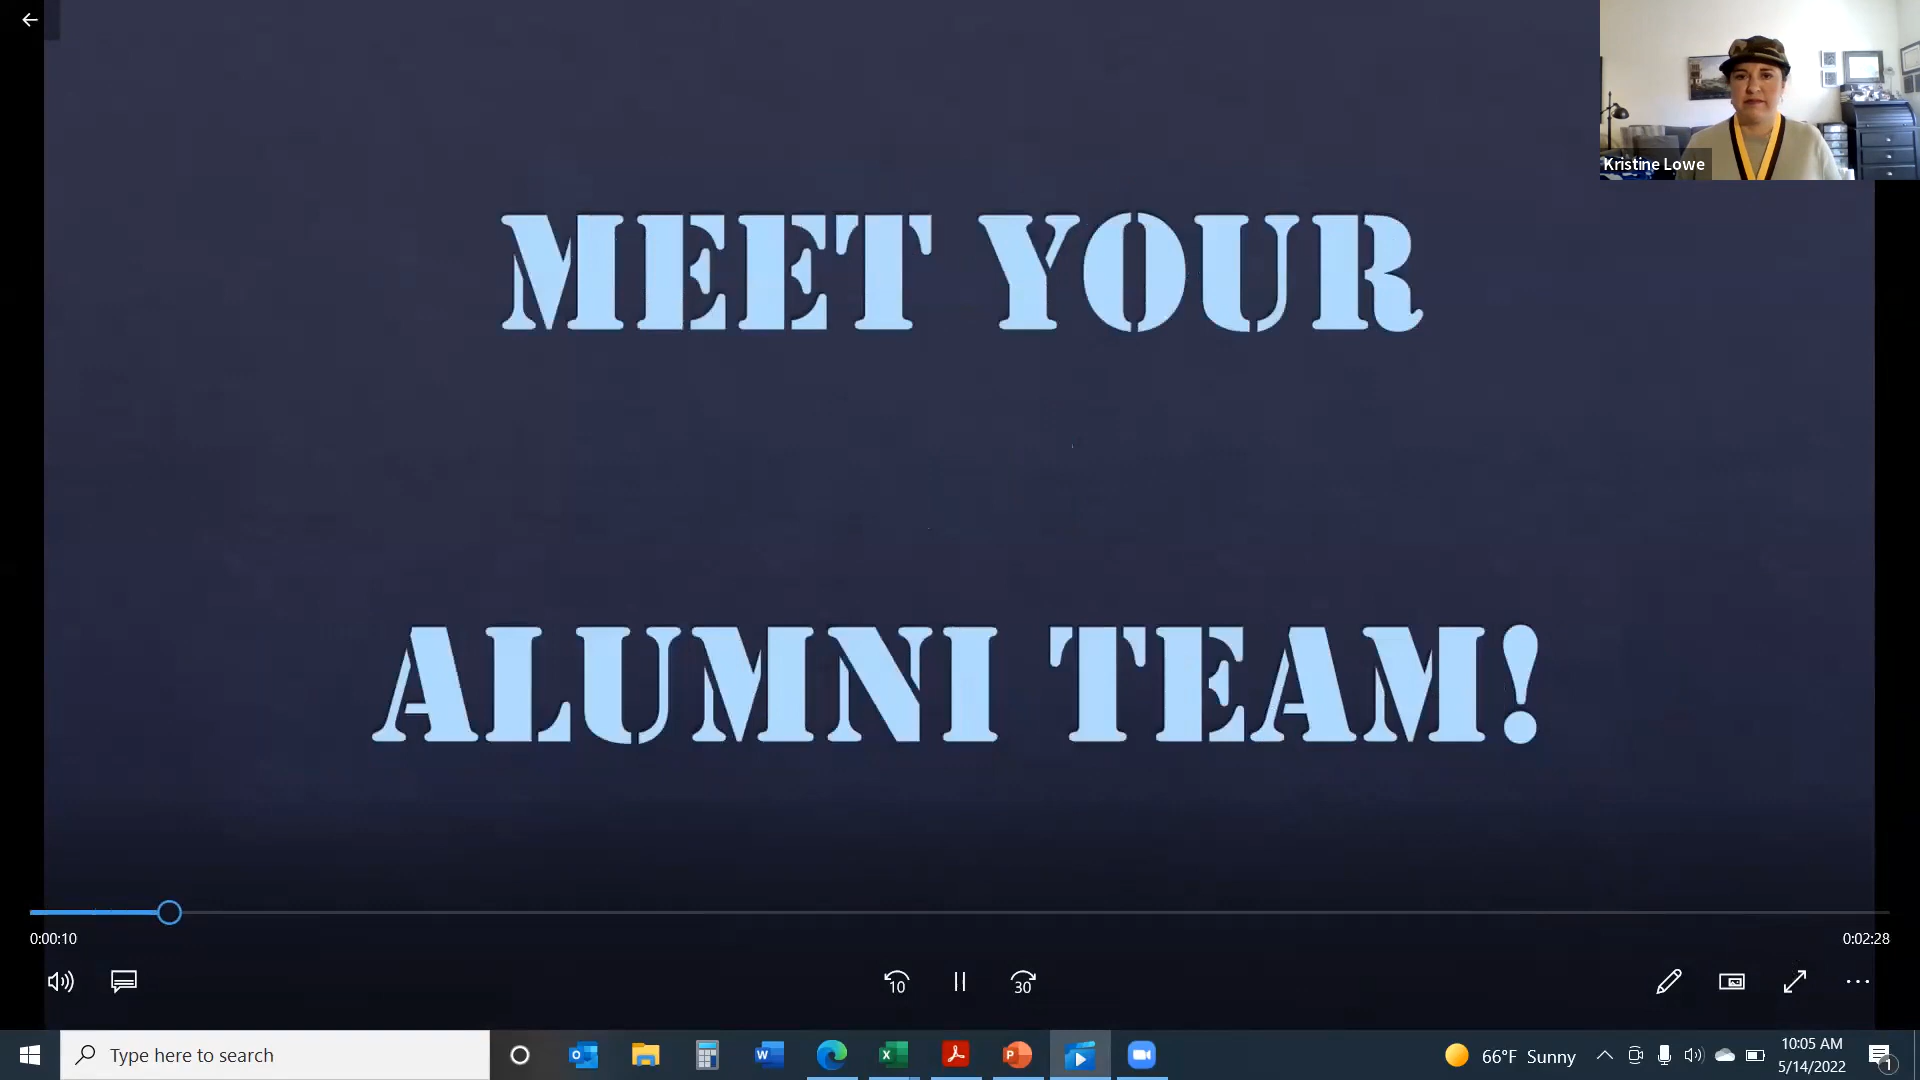 Kristine Lowe
MEET YOUR
ALUMNI TEAM!
0:00:10
0:02:28
10
30
Type here to search
66°F Sunny
10:05 AM
5/14/2022
1